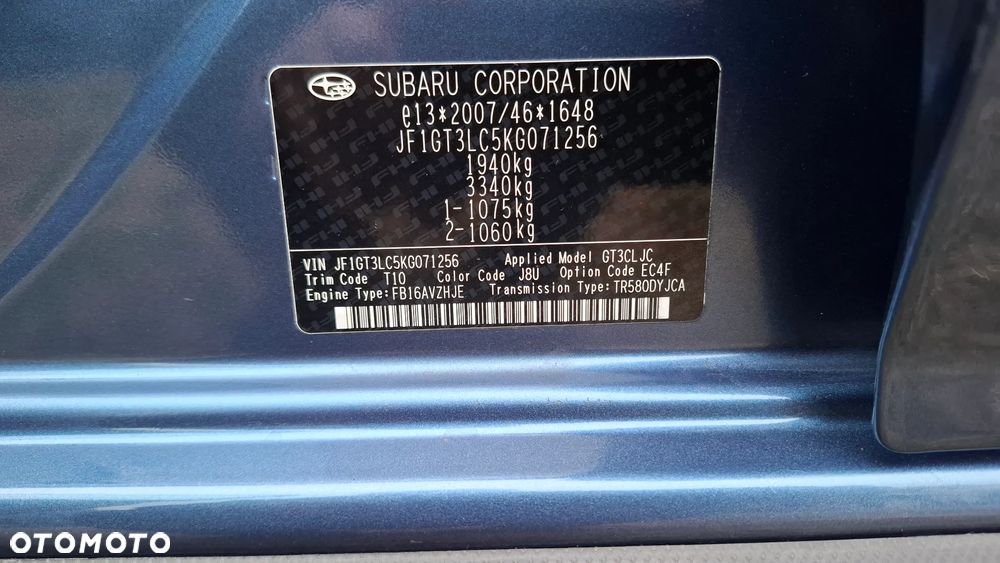 SUBARU CORPORATION
e13*2007/46*1648
JF1GT3LC5KG071256
1940kg
3340kg
1-1075kg
2-1060kg
VIN JF1GT3LC5KG071256 Applied Model GT3CLJC
Trim Code T10 Color Code J8U Option Code EC4F
Engine Type:FB16AVZHJE Transmission Type:TR580DYJCA
OTOMOTO